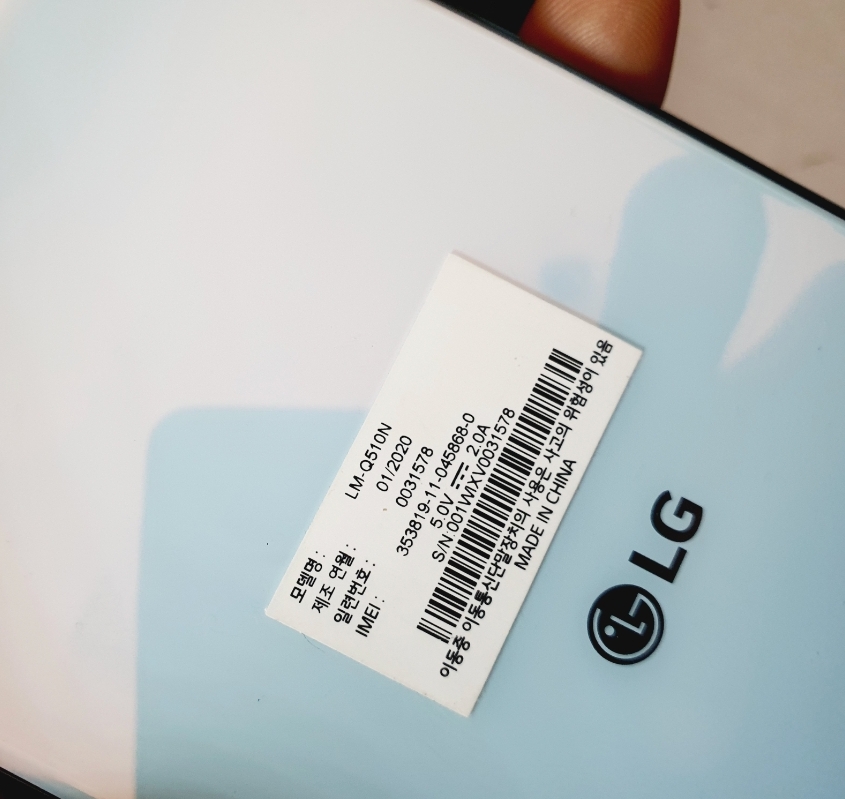 모델명 : LM-Q510N
제조 연월 : 01/2020
일련번호 : 0031578
IMEI : 353819-11-045868-0
5.0V ⎓ 2.0A
S/N:001WIXV0031578
이동중 이동통신단말장치의 사용은 사고의 위험성이 있음
MADE IN CHINA
LG